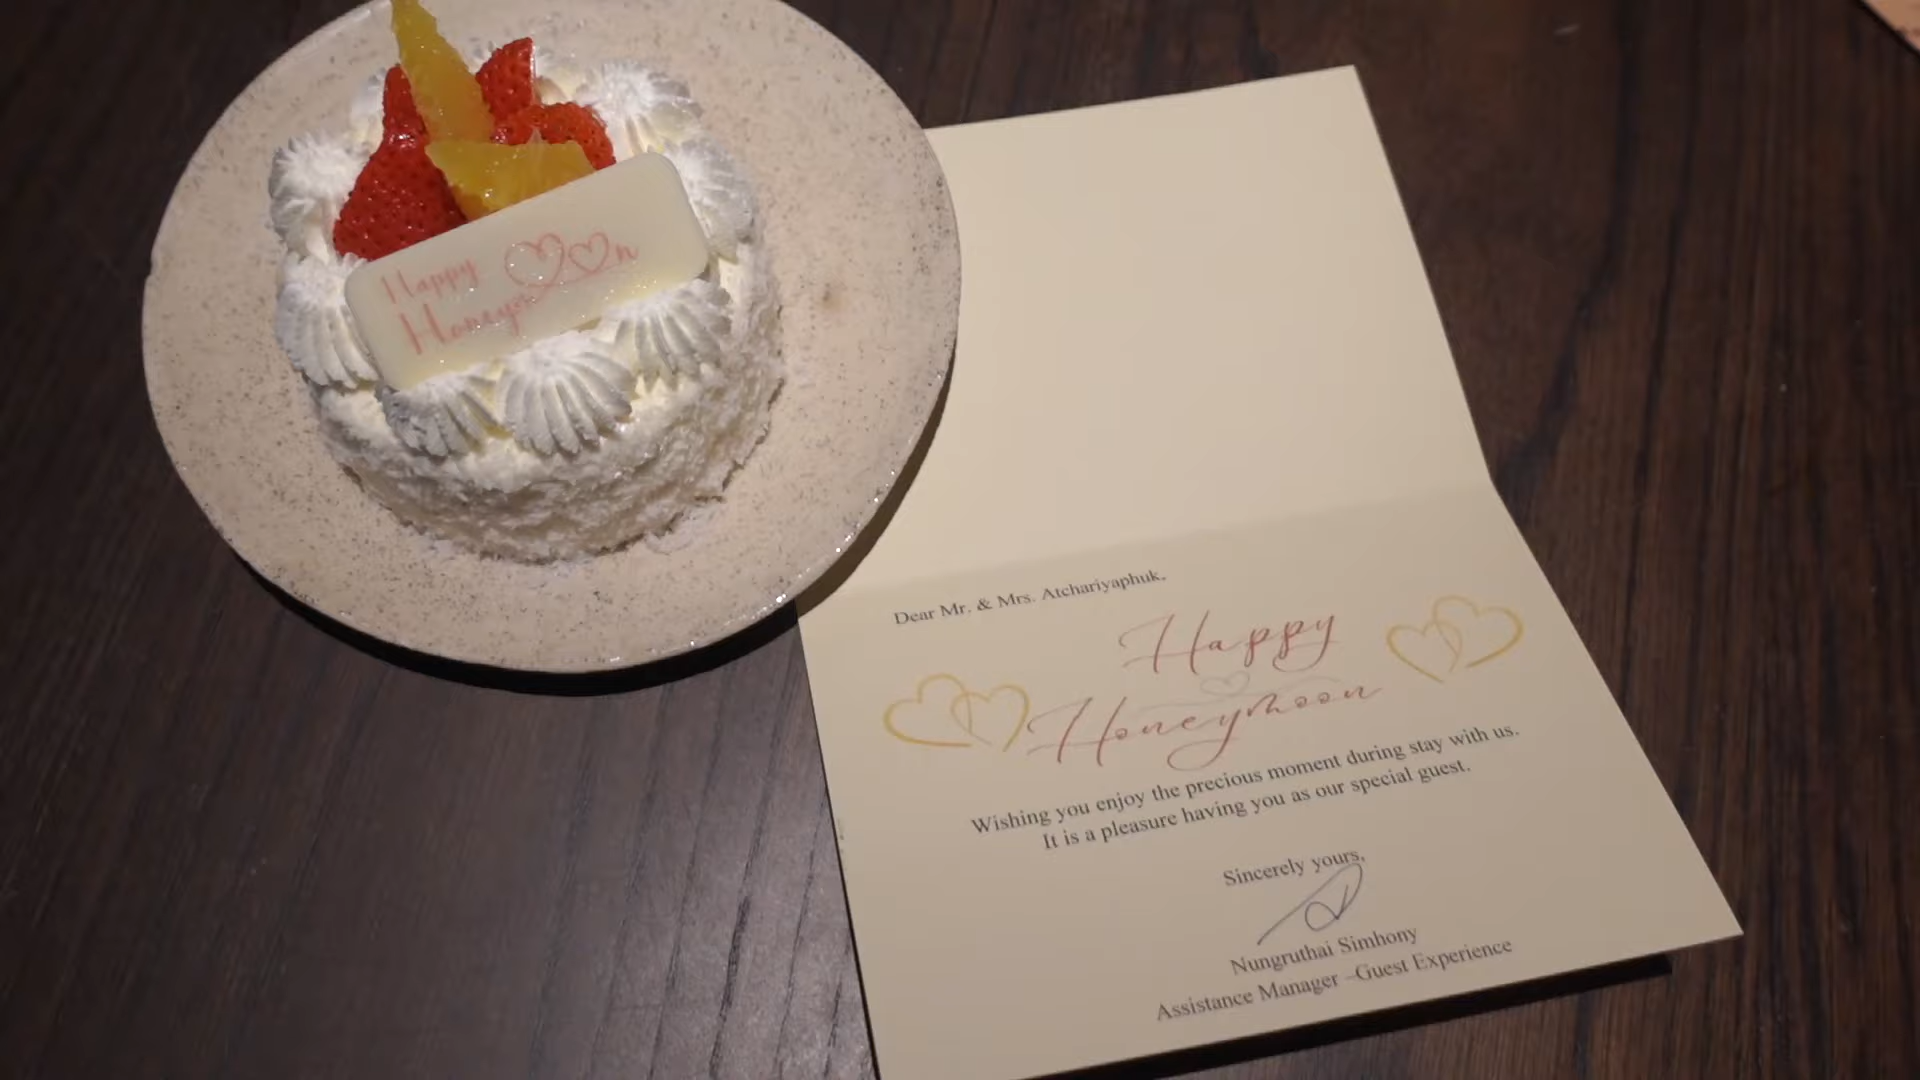 Happy
Honeymoon
Dear Mr. & Mrs. Atchariyaphuk,
Happy
Honeymoon
Wishing you enjoy the precious moment during stay with us.
It is a pleasure having you as our special guest.
Sincerely yours,
Nungruthai Simhony
Assistance Manager –Guest Experience